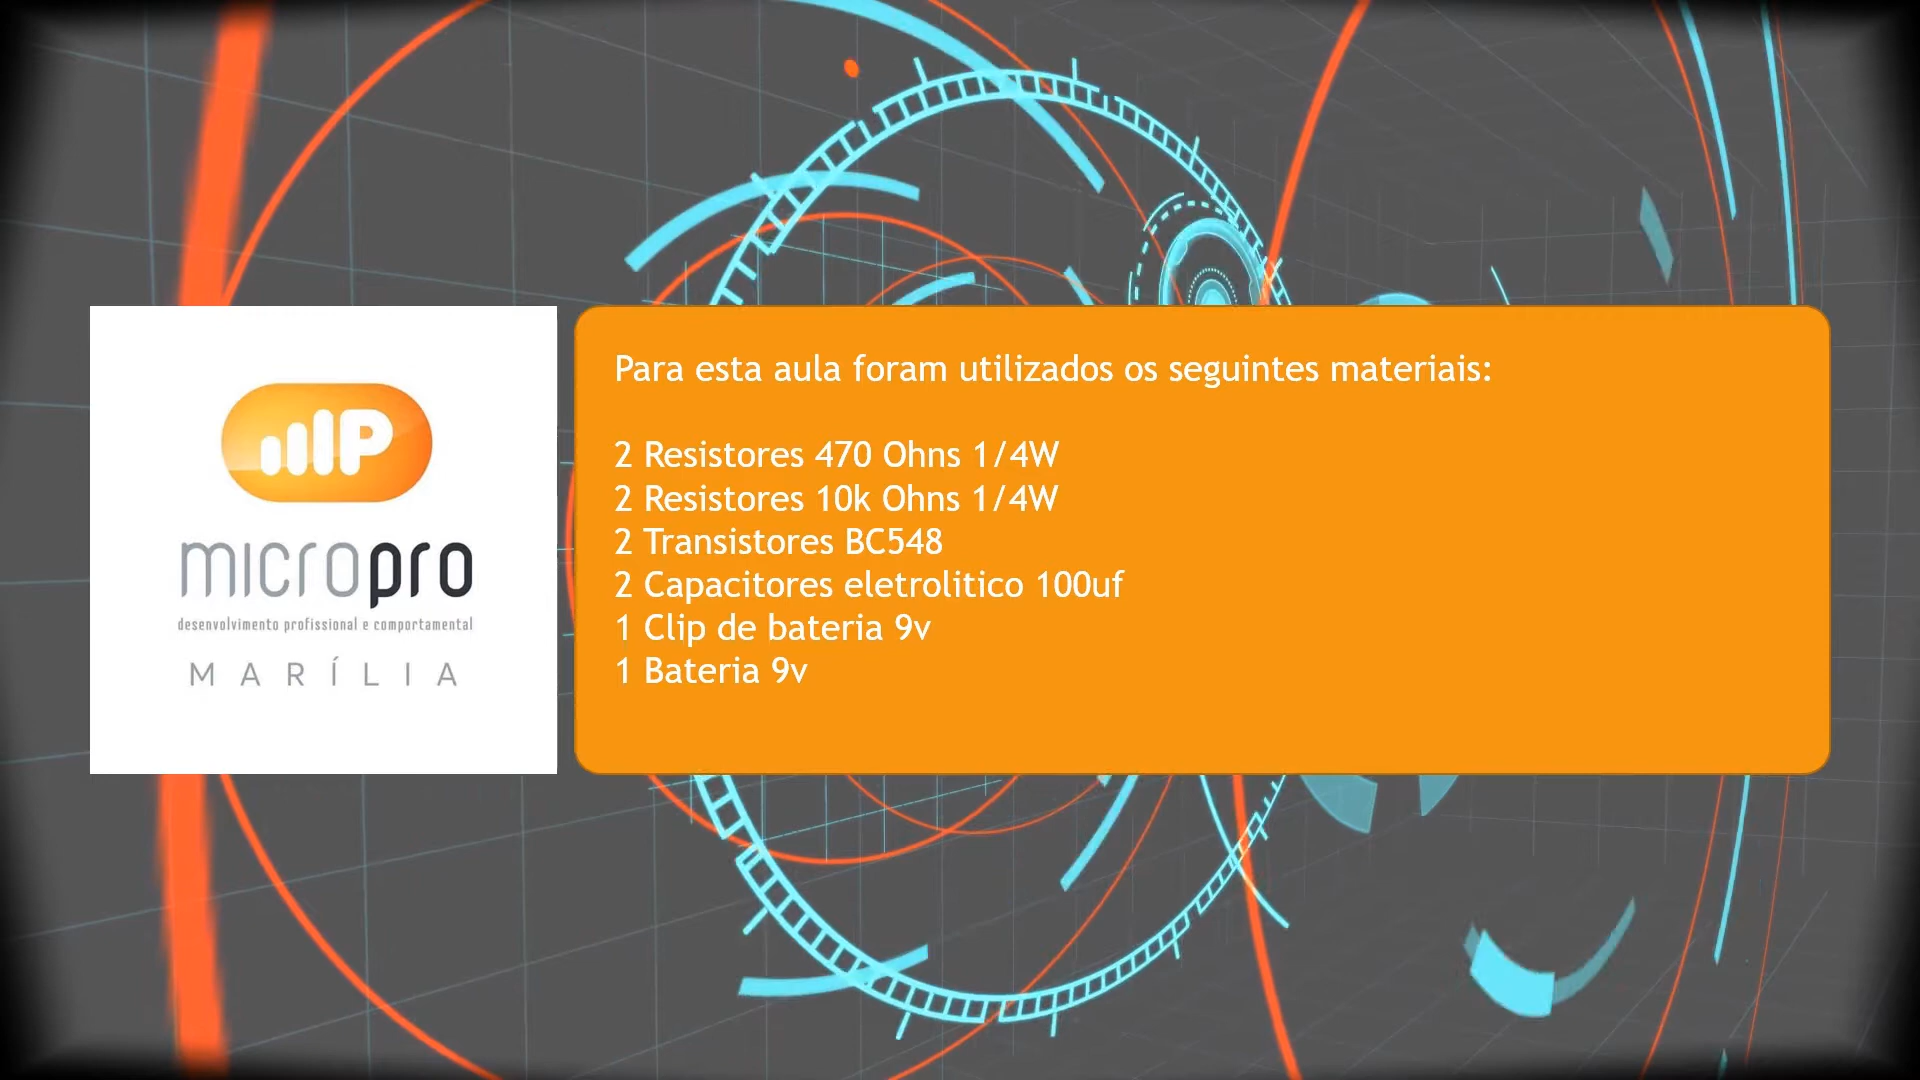 P
micropro
desenvolvimento profissional e comportamental
MARÍLIA
Para esta aula foram utilizados os seguintes materiais:
2 Resistores 470 Ohns 1/4W
2 Resistores 10k Ohns 1/4W
2 Transistores BC548
2 Capacitores eletrolitico 100uf
1 Clip de bateria 9v
1 Bateria 9v